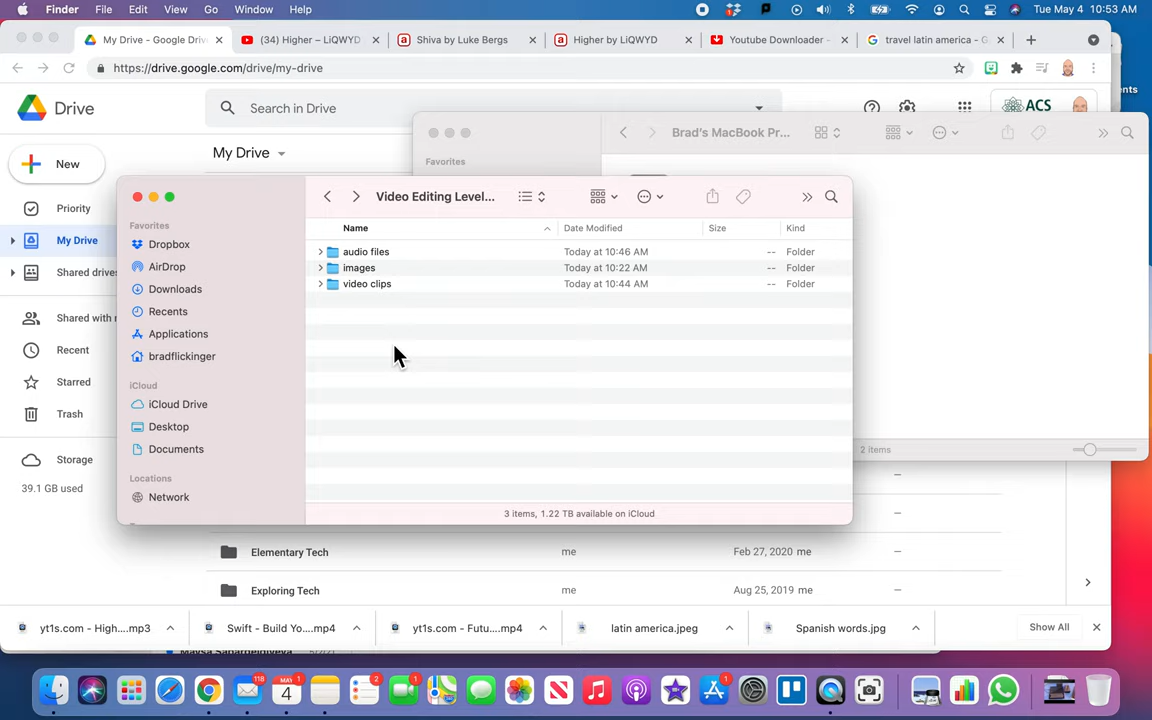 Finder File Edit View Go Window Help
Tue May 4 10:53 AM
My Drive - Google Driv
(34) Higher – LiQWYD
Shiva by Luke Bergs
Higher by LiQWYD
Youtube Downloader -
travel latin america - G
https://drive.google.com/drive/my-drive
Drive
Search in Drive
ACS
New
My Drive
Brad's MacBook Pr...
Favorites
Priority
My Drive
Shared drives
Shared with
Recent
Starred
Trash
Storage
39.1 GB used
Video Editing Level...
Favorites
Dropbox
AirDrop
Downloads
Recents
Applications
bradflickinger
iCloud
iCloud Drive
Desktop
Documents
Locations
Network
Name Date Modified Size Kind
audio files Today at 10:46 AM -- Folder
images Today at 10:22 AM -- Folder
video clips Today at 10:44 AM -- Folder
3 items, 1.22 TB available on iCloud
2 items
Elementary Tech me Feb 27, 2020 me –
Exploring Tech me Aug 25, 2019 me –
yt1s.com - High....mp3
Swift - Build Yo....mp4
yt1s.com - Futu....mp4
latin america.jpeg
Spanish words.jpg
Show All
118
MAY
4
1
2
1
1